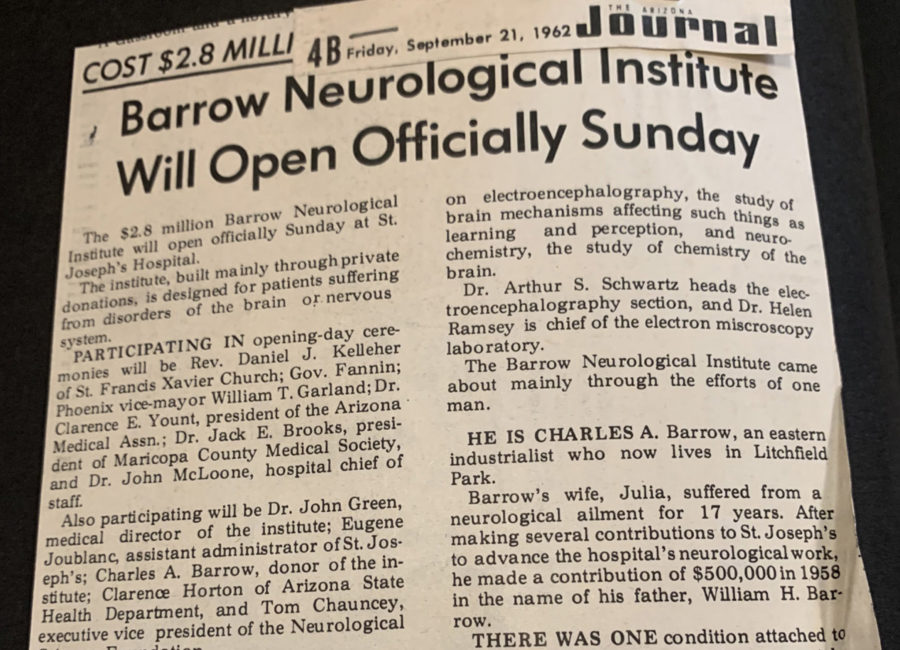 COST $2.8 MILLI
4B Friday, September 21, 1962 THE ARIZONA Journal
Barrow Neurological Institute
Will Open Officially Sunday
The $2.8 million Barrow Neurological
Institute will open officially Sunday at St.
Joseph's Hospital.
The institute, built mainly through private
donations, is designed for patients suffering
from disorders of the brain or nervous
system.
PARTICIPATING IN opening-day cere-
monies will be Rev. Daniel J. Kelleher
of St. Francis Xavier Church; Gov. Fannin;
Phoenix vice-mayor William T. Garland; Dr.
Clarence E. Yount, president of the Arizona
Medical Assn.; Dr. Jack E. Brooks, presi-
dent of Maricopa County Medical Society,
and Dr. John McLoone, hospital chief of
staff.
Also participating will be Dr. John Green,
medical director of the institute; Eugene
Joublanc, assistant administrator of St. Jos-
eph's; Charles A. Barrow, donor of the in-
stitute; Clarence Horton of Arizona State
Health Department, and Tom Chauncey,
executive vice president of the Neurological
on electroencephalography, the study of
brain mechanisms affecting such things as
learning and perception, and neuro-
chemistry, the study of chemistry of the
brain.
Dr. Arthur S. Schwartz heads the elec-
troencephalography section, and Dr. Helen
Ramsey is chief of the electron miscroscopy
laboratory.
The Barrow Neurological Institute came
about mainly through the efforts of one
man.
HE IS CHARLES A. Barrow, an eastern
industrialist who now lives in Litchfield
Park.
Barrow's wife, Julia, suffered from a
neurological ailment for 17 years. After
making several contributions to St. Joseph's
to advance the hospital's neurological work,
he made a contribution of $500,000 in 1958
in the name of his father, William H. Bar-
row.
THERE WAS ONE condition attached to